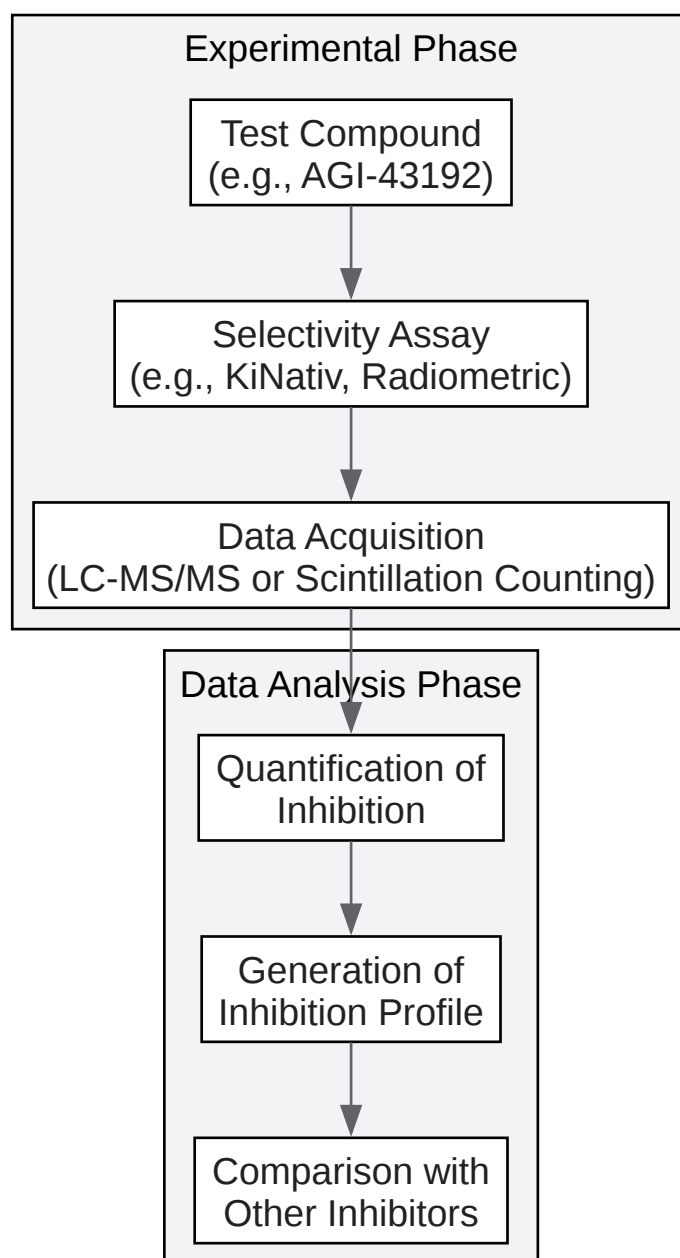 Experimental Phase
Test Compound
(e.g., AGI-43192)
Selectivity Assay
(e.g., KiNativ, Radiometric)
Data Acquisition
(LC-MS/MS or Scintillation Counting)
Data Analysis Phase
Quantification of
Inhibition
Generation of
Inhibition Profile
Comparison with
Other Inhibitors